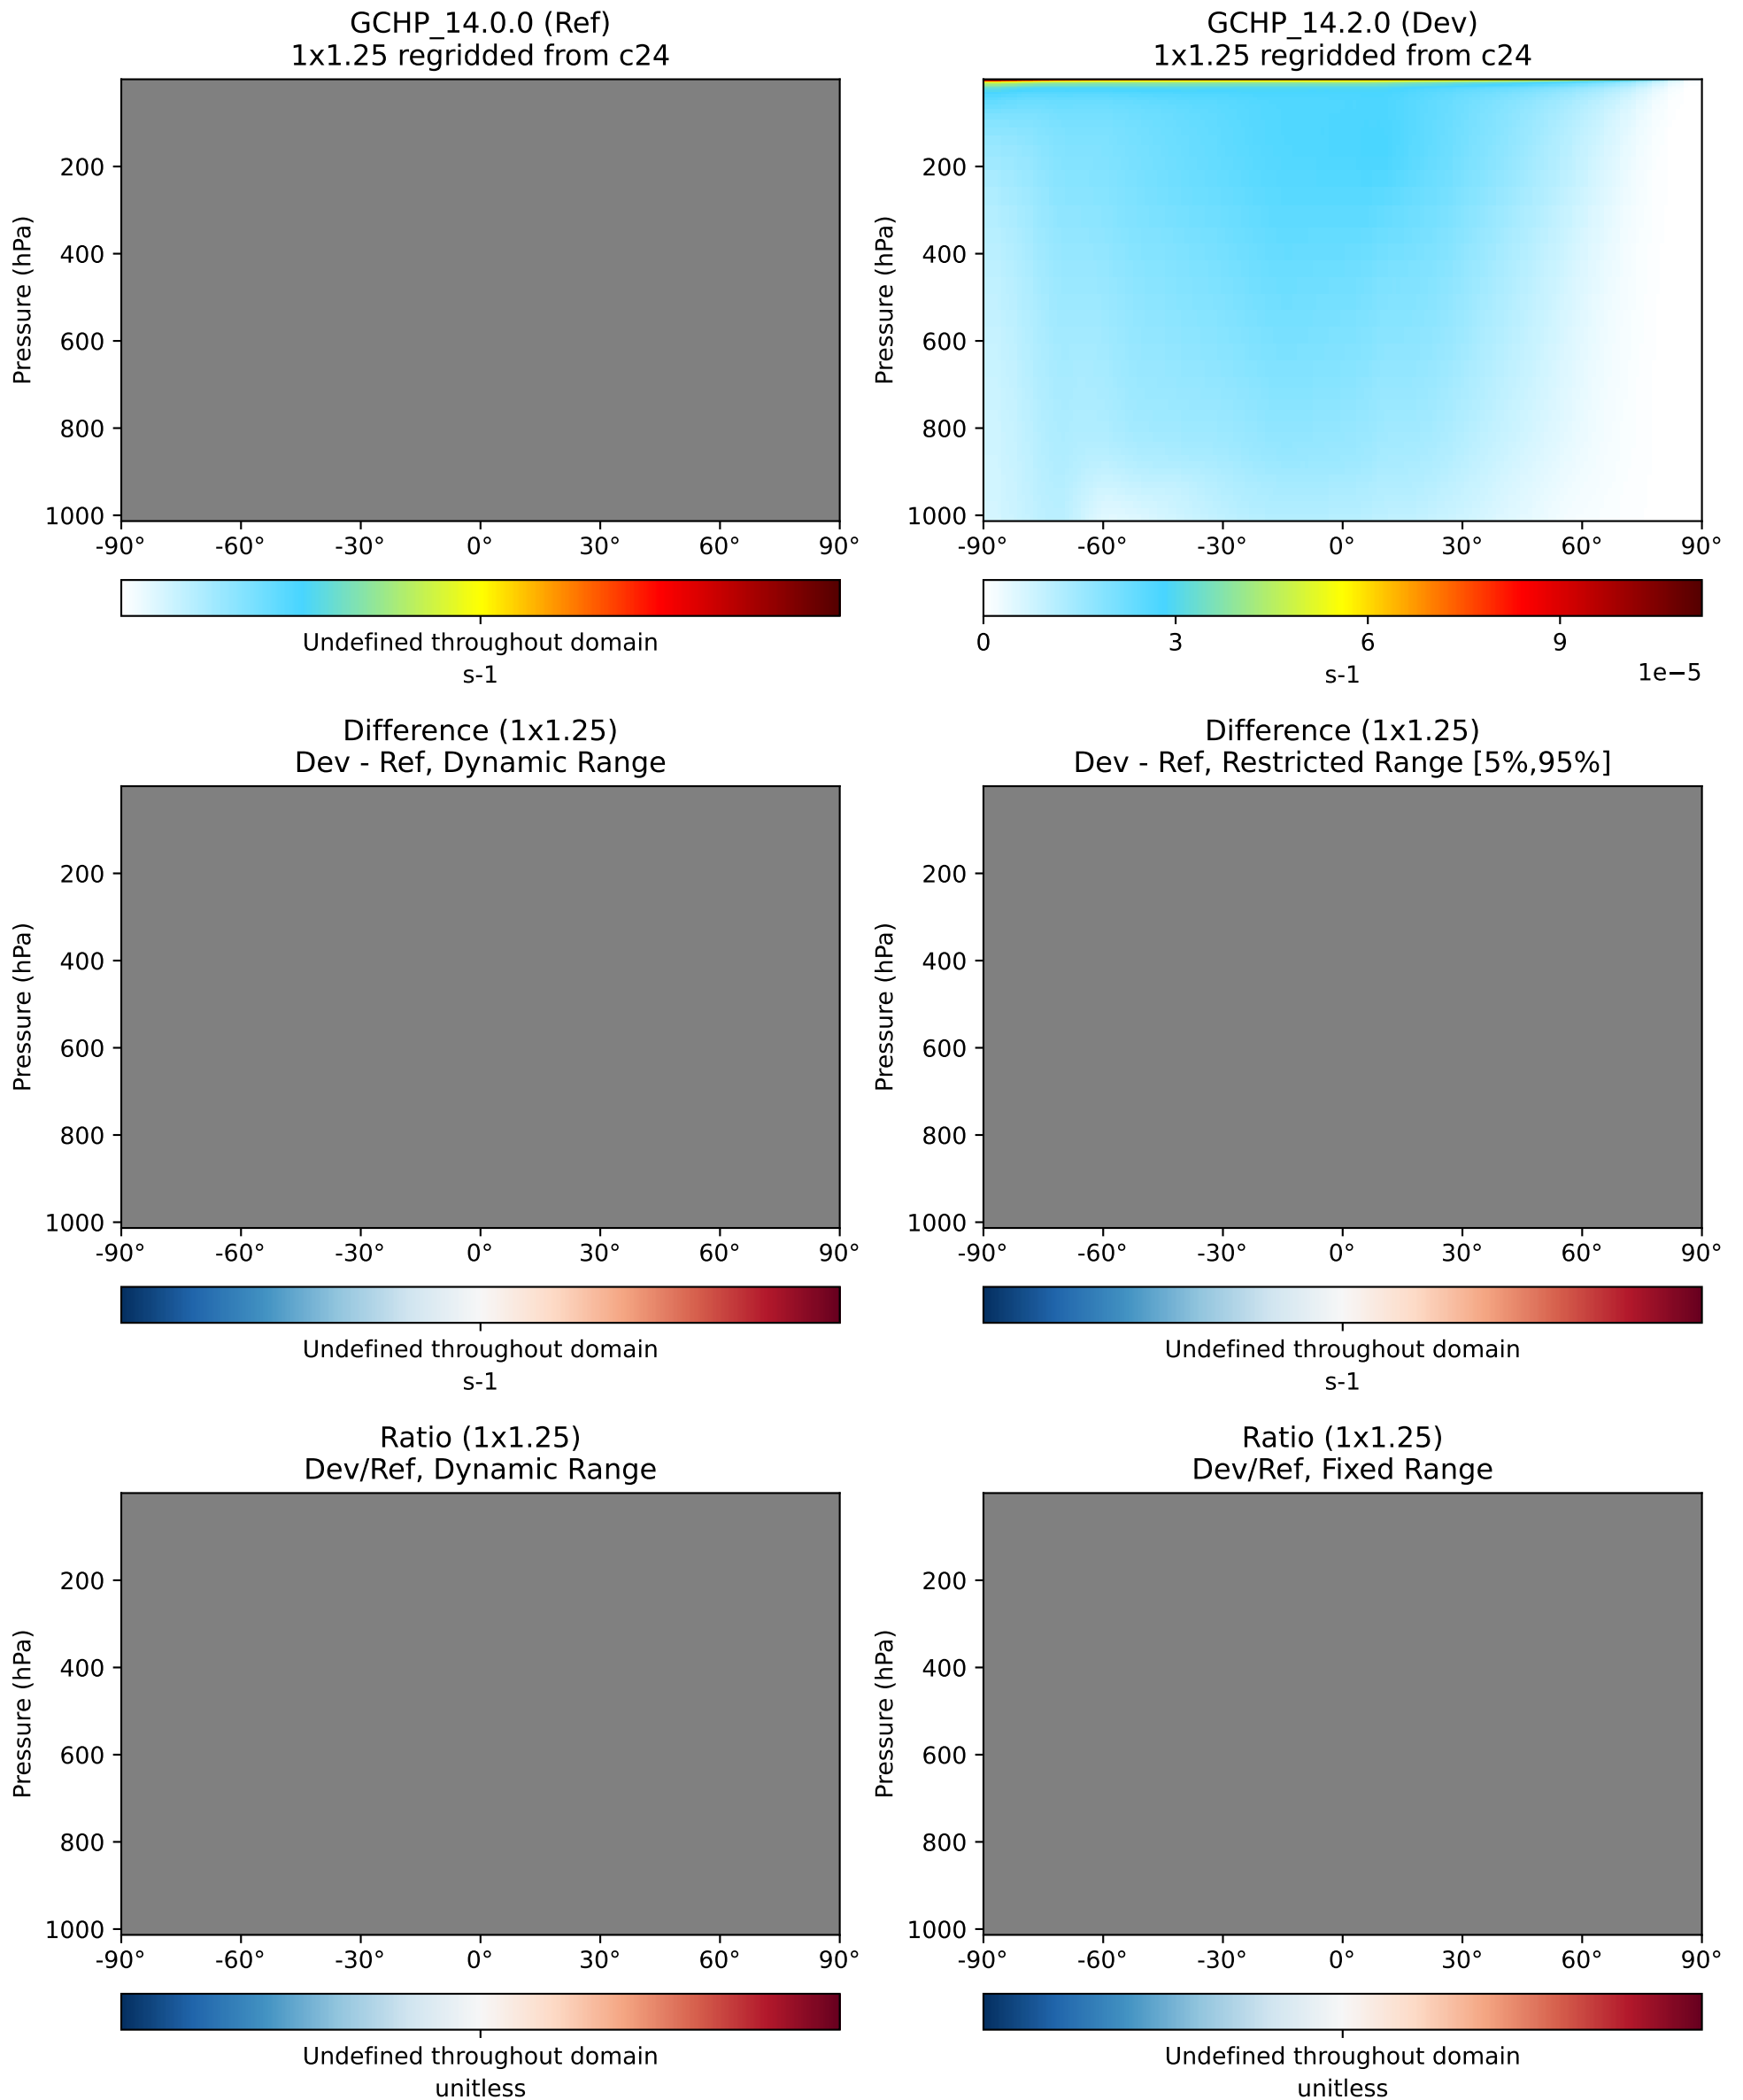 GCHP_14.0.0 (Ref)
1x1.25 regridded from c24
Pressure (hPa)
200
400
600
800
1000
-90° -60° -30° 0° 30° 60° 90°
Undefined throughout domain
s-1
GCHP_14.2.0 (Dev)
1x1.25 regridded from c24
Pressure (hPa)
200
400
600
800
1000
-90° -60° -30° 0° 30° 60° 90°
0 3 6 9
s-1
1e−5
Difference (1x1.25)
Dev - Ref, Dynamic Range
Pressure (hPa)
200
400
600
800
1000
-90° -60° -30° 0° 30° 60° 90°
Undefined throughout domain
s-1
Difference (1x1.25)
Dev - Ref, Restricted Range [5%,95%]
Pressure (hPa)
200
400
600
800
1000
-90° -60° -30° 0° 30° 60° 90°
Undefined throughout domain
s-1
Ratio (1x1.25)
Dev/Ref, Dynamic Range
Pressure (hPa)
200
400
600
800
1000
-90° -60° -30° 0° 30° 60° 90°
Undefined throughout domain
unitless
Ratio (1x1.25)
Dev/Ref, Fixed Range
Pressure (hPa)
200
400
600
800
1000
-90° -60° -30° 0° 30° 60° 90°
Undefined throughout domain
unitless